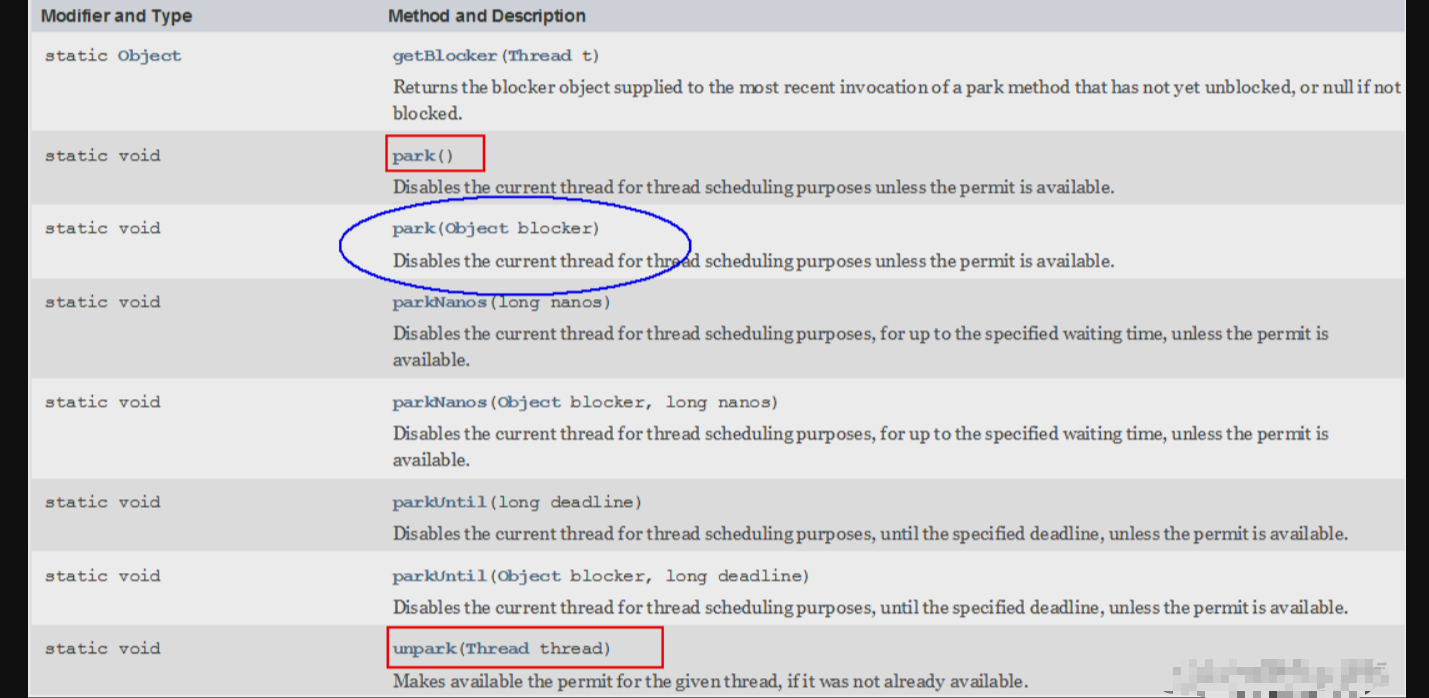 Modifier and Type Method and Description
static Object getBlocker(Thread t)
Returns the blocker object supplied to the most recent invocation of a park method that has not yet unblocked, or null if not
blocked.
static void park()
Disables the current thread for thread scheduling purposes unless the permit is available.
static void park(Object blocker)
Disables the current thread for thread scheduling purposes unless the permit is available.
static void parkNanos(long nanos)
Disables the current thread for thread scheduling purposes, for up to the specified waiting time, unless the permit is
available.
static void parkNanos(Object blocker, long nanos)
Disables the current thread for thread scheduling purposes, for up to the specified waiting time, unless the permit is
available.
static void parkUntil(long deadline)
Disables the current thread for thread scheduling purposes, until the specified deadline, unless the permit is available.
static void parkUntil(Object blocker, long deadline)
Disables the current thread for thread scheduling purposes, until the specified deadline, unless the permit is available.
static void unpark(Thread thread)
Makes available the permit for the given thread, if it was not already available.